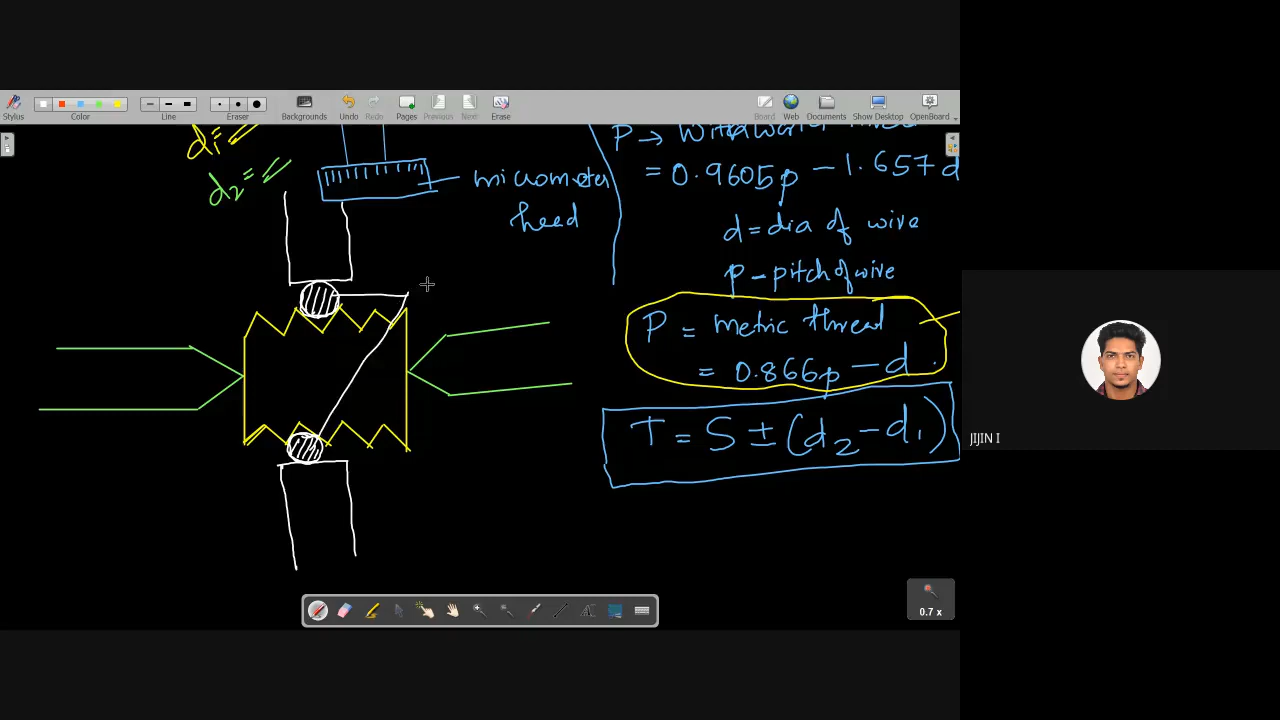 Stylus
Color
Line
Eraser
Backgrounds
Undo
Redo
Pages
Previous
Next
Erase
Board
Web
Documents
Show Desktop
OpenBoard
d1 =
d2 =
micrometer
head
P →
= 0.9605p - 1.657 d
d = dia of wire
p - pitch of wire
P = metric thread
= 0.866p - d .
T = S ± (d2 - d1)
0.7 x
JIJIN I